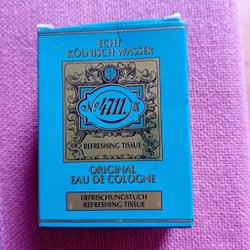 ECHT
KÖLNISCH WASSER
No 4711.
REFRESHING TISSUE
ORIGINAL
EAU DE COLOGNE
ERFRISCHUNGSTUCH
REFRESHING TISSUE